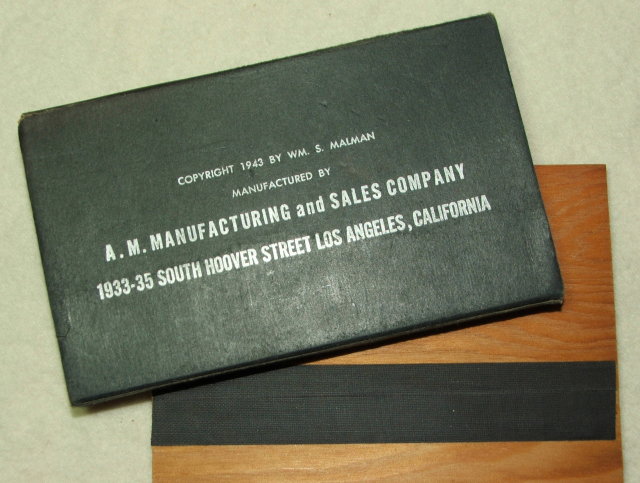 COPYRIGHT 1943 BY WM. S. MALMAN
MANUFACTURED BY
A.M. MANUFACTURING and SALES COMPANY
1933-35 SOUTH HOOVER STREET LOS ANGELES, CALIFORNIA